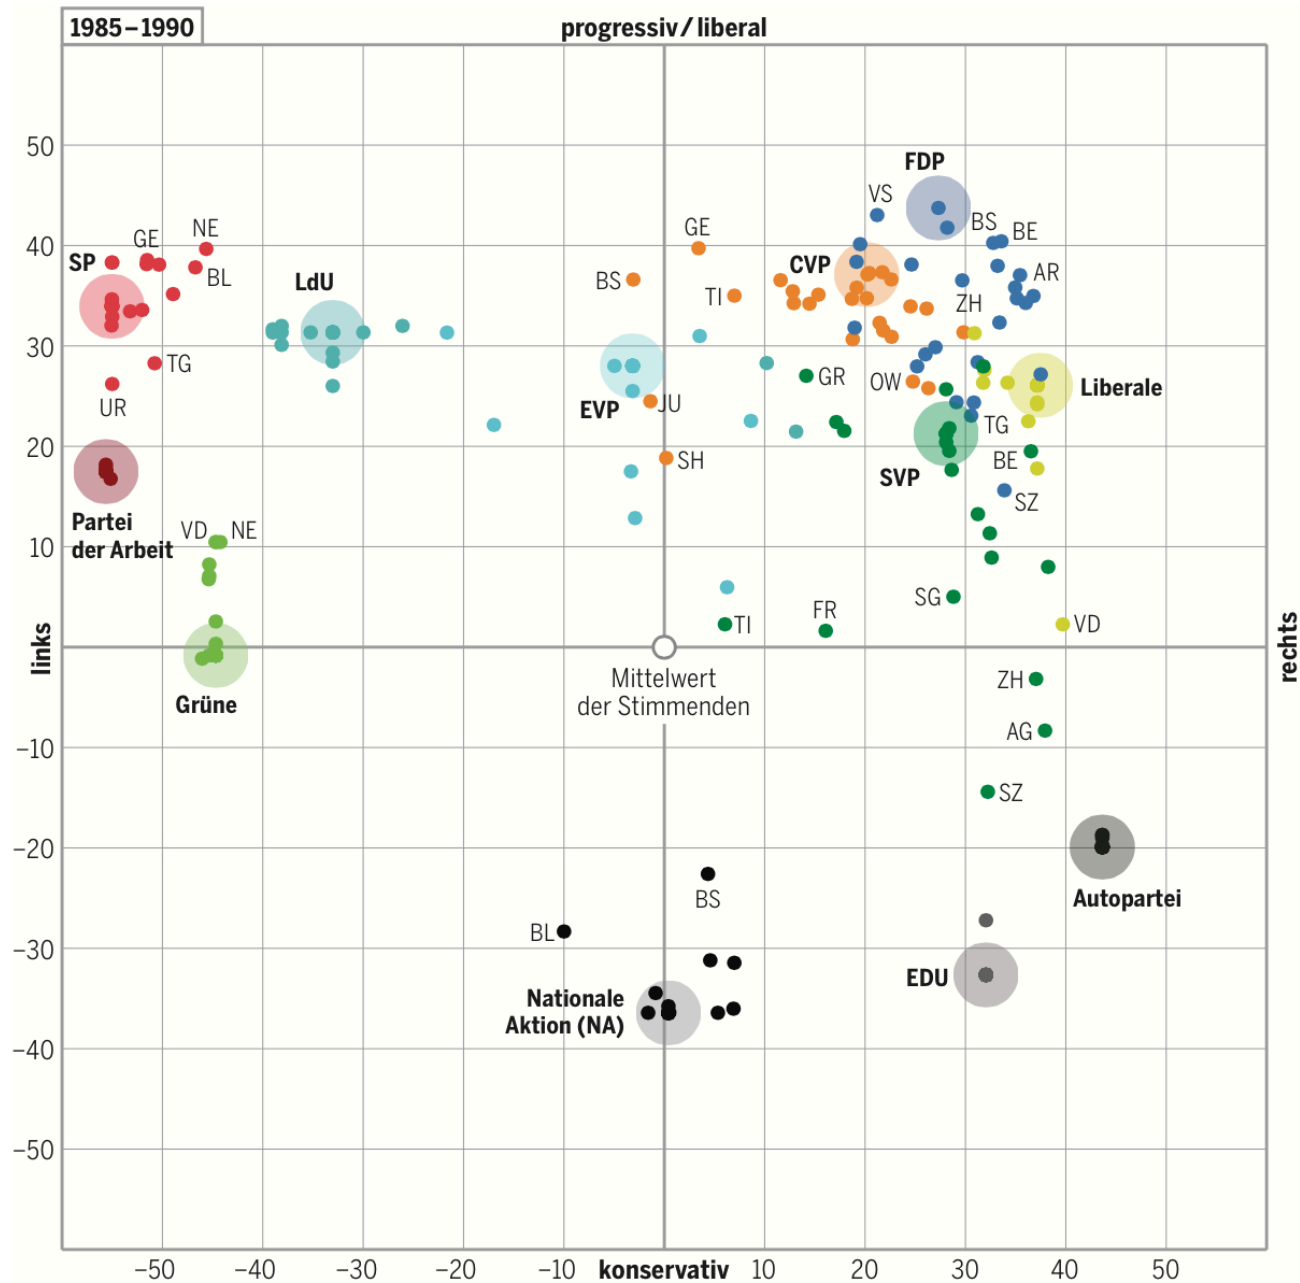 1985–1990
progressiv/liberal
50
FDP
VS
NE
GE
GE
BS
BE
40
SP
BL
LdU
BS
CVP
AR
TI
ZH
30
TG
GR
OW
Liberale
UR
EVP
JU
TG
20
SH
SVP
BE
SZ
Partei
der Arbeit
VD
NE
10
SG
FR
TI
VD
links
rechts
Mittelwert
der Stimmenden
ZH
Grüne
AG
–10
SZ
–20
BS
Autopartei
BL
–30
EDU
Nationale
Aktion (NA)
–40
–50
–50
–40
–30
–20
–10
konservativ
10
20
30
40
50